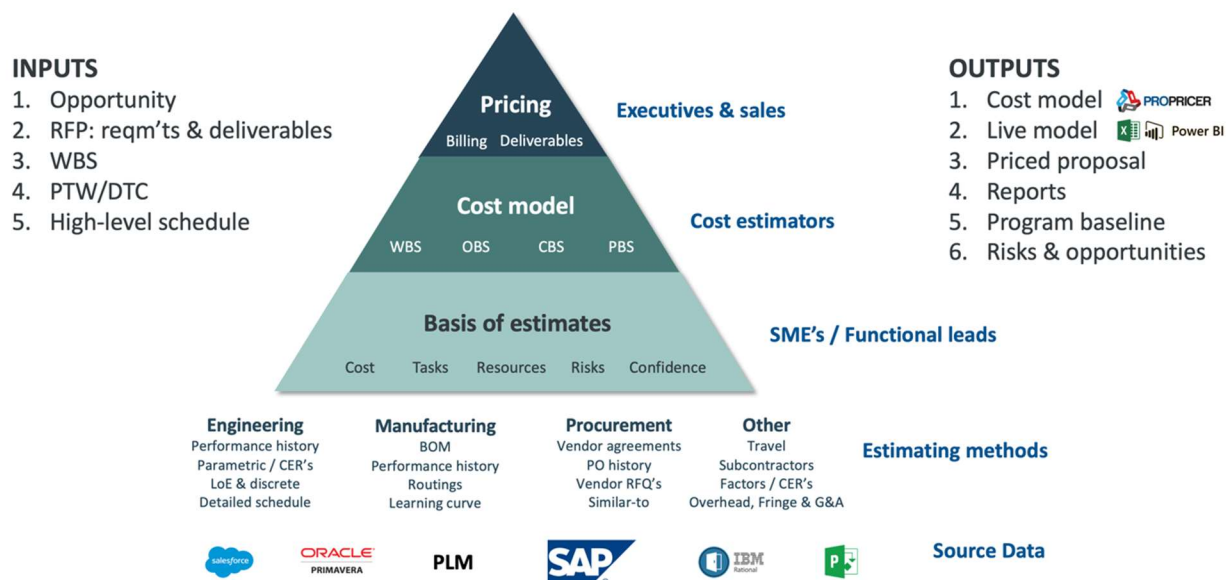 INPUTS
1. Opportunity
2. RFP: reqm'ts & deliverables
3. WBS
4. PTW/DTC
5. High-level schedule
Pricing
Billing Deliverables
Executives & sales
Cost model
WBS OBS CBS PBS
Cost estimators
Basis of estimates
Cost Tasks Resources Risks Confidence
SME's / Functional leads
OUTPUTS
1. Cost model PROPRICER
2. Live model Power BI
3. Priced proposal
4. Reports
5. Program baseline
6. Risks & opportunities
Engineering
Performance history
Parametric / CER's
LoE & discrete
Detailed schedule
Manufacturing
BOM
Performance history
Routings
Learning curve
Procurement
Vendor agreements
PO history
Vendor RFQ's
Similar-to
Other
Travel
Subcontractors
Factors / CER's
Overhead, Fringe & G&A
Estimating methods
salesforce
ORACLE
PRIMAVERA
PLM
SAP
IBM
Rational
P
Source Data